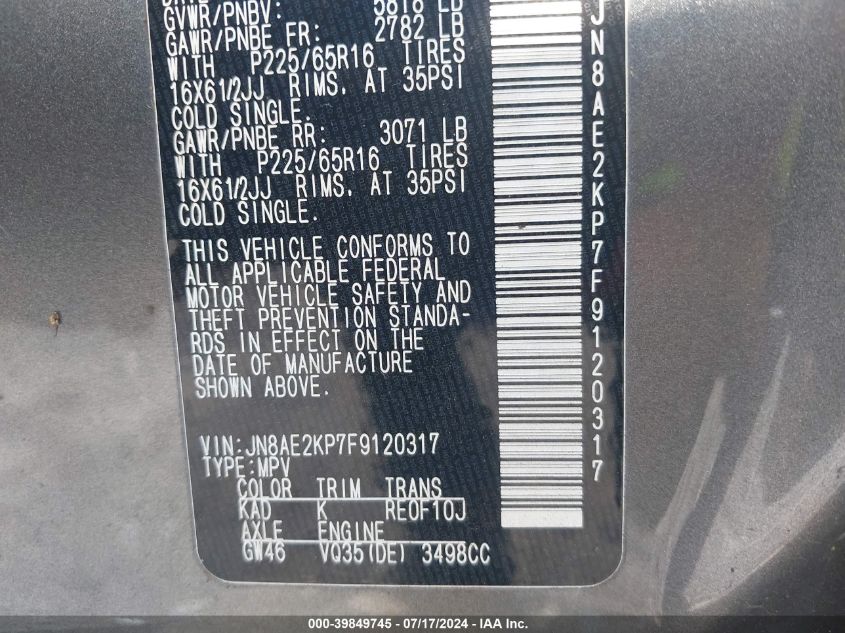 GVWR/PNBV: 5818 LB
GAWR/PNBE FR: 2782 LB
WITH P225/65R16 TIRES
16X61/2JJ RIMS. AT 35PSI
COLD SINGLE.
GAWR/PNBE RR: 3071 LB
WITH P225/65R16 TIRES
16X61/2JJ RIMS. AT 35PSI
COLD SINGLE.
THIS VEHICLE CONFORMS TO
ALL APPLICABLE FEDERAL
MOTOR VEHICLE SAFETY AND
THEFT PREVENTION STANDA-
RDS IN EFFECT ON THE
DATE OF MANUFACTURE
SHOWN ABOVE.
VIN:JN8AE2KP7F9120317
TYPE:MPV
COLOR TRIM TRANS
KAD K RE0F10J
AXLE ENGINE
GW46 VQ35(DE) 3498CC
JN8AE2KP7F9120317
000-39849745 - 07/17/2024 - IAA Inc.